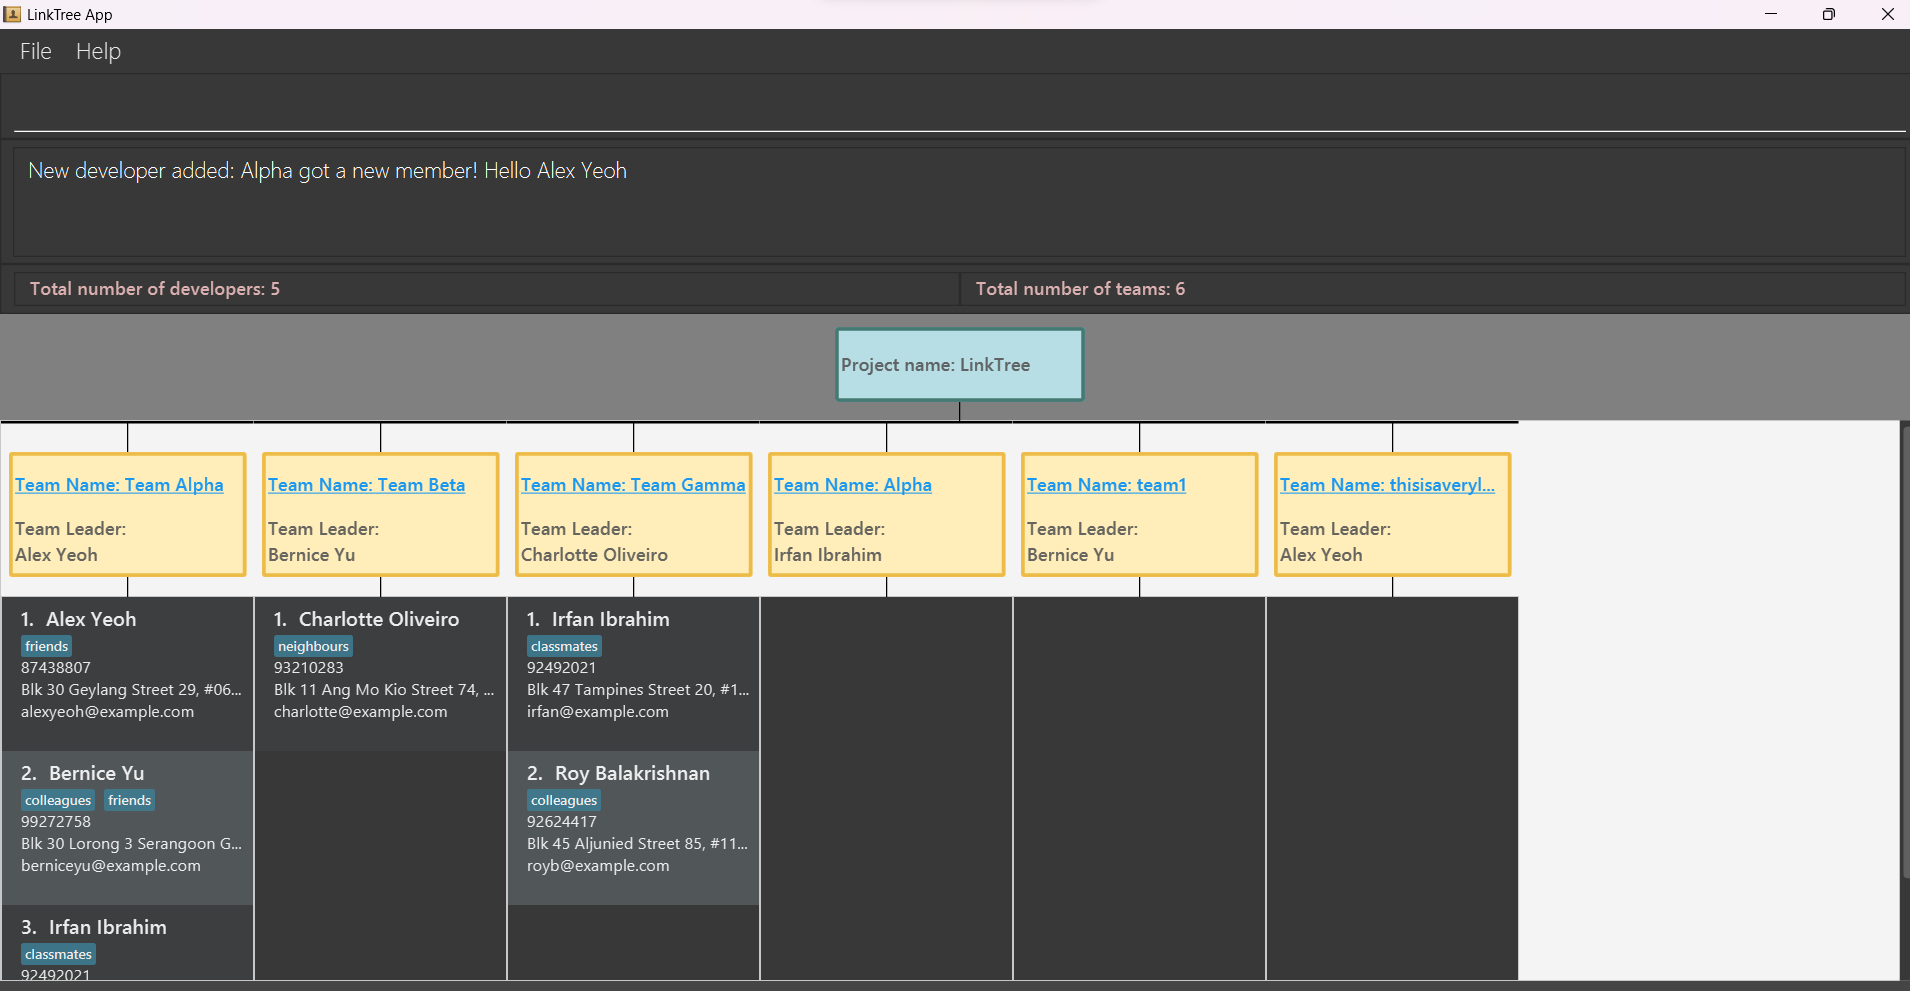 LinkTree App
File Help
New developer added: Alpha got a new member! Hello Alex Yeoh
Total number of developers: 5
Total number of teams: 6
Project name: LinkTree
Team Name: Team Alpha
Team Leader:
Alex Yeoh
1. Alex Yeoh
friends
87438807
Blk 30 Geylang Street 29, #06...
alexyeoh@example.com
2. Bernice Yu
colleagues friends
99272758
Blk 30 Lorong 3 Serangoon G...
berniceyu@example.com
3. Irfan Ibrahim
classmates
92492021
Team Name: Team Beta
Team Leader:
Bernice Yu
1. Charlotte Oliveiro
neighbours
93210283
Blk 11 Ang Mo Kio Street 74, ...
charlotte@example.com
Team Name: Team Gamma
Team Leader:
Charlotte Oliveiro
1. Irfan Ibrahim
classmates
92492021
Blk 47 Tampines Street 20, #1...
irfan@example.com
2. Roy Balakrishnan
colleagues
92624417
Blk 45 Aljunied Street 85, #11...
royb@example.com
Team Name: Alpha
Team Leader:
Irfan Ibrahim
Team Name: team1
Team Leader:
Bernice Yu
Team Name: thisisaveryl...
Team Leader:
Alex Yeoh